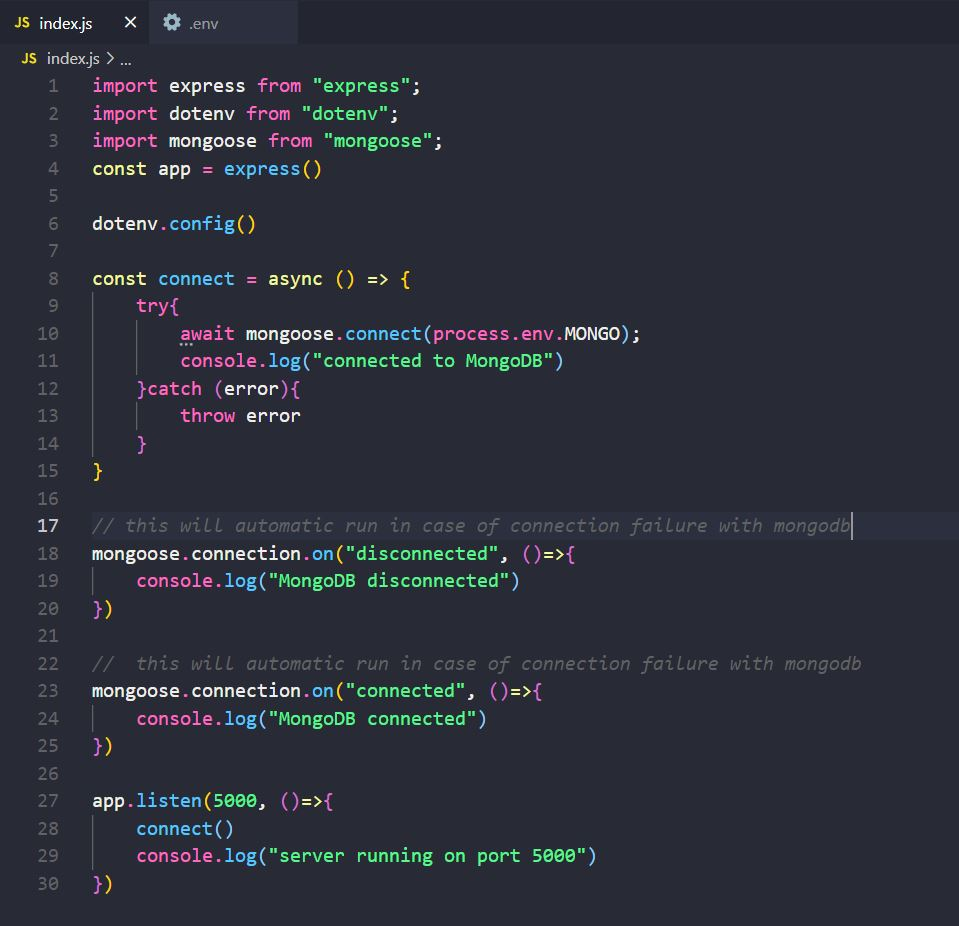 JS index.js × .env
JS index.js > ...
1 import express from "express";
2 import dotenv from "dotenv";
3 import mongoose from "mongoose";
4 const app = express()
5
6 dotenv.config()
7
8 const connect = async () => {
9 try{
10 await mongoose.connect(process.env.MONGO);
11 console.log("connected to MongoDB")
12 }catch (error){
13 throw error
14 }
15 }
16
17 // this will automatic run in case of connection failure with mongodb
18 mongoose.connection.on("disconnected", ()=>{
19 console.log("MongoDB disconnected")
20 })
21
22 //  this will automatic run in case of connection failure with mongodb
23 mongoose.connection.on("connected", ()=>{
24 console.log("MongoDB connected")
25 })
26
27 app.listen(5000, ()=>{
28 connect()
29 console.log("server running on port 5000")
30 })